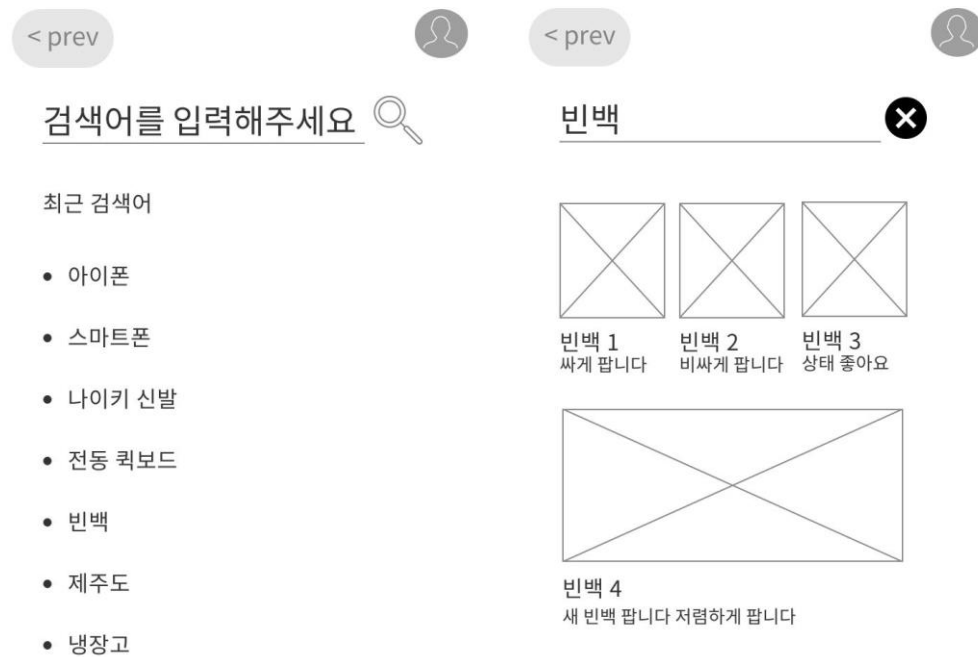 < prev
검색어를 입력해주세요
최근 검색어
• 아이폰
• 스마트폰
• 나이키 신발
• 전동 퀵보드
• 빈백
• 제주도
• 냉장고
< prev
빈백
빈백 1
싸게 팝니다
빈백 2
비싸게 팝니다
빈백 3
상태 좋아요
빈백 4
새 빈백 팝니다 저렴하게 팝니다